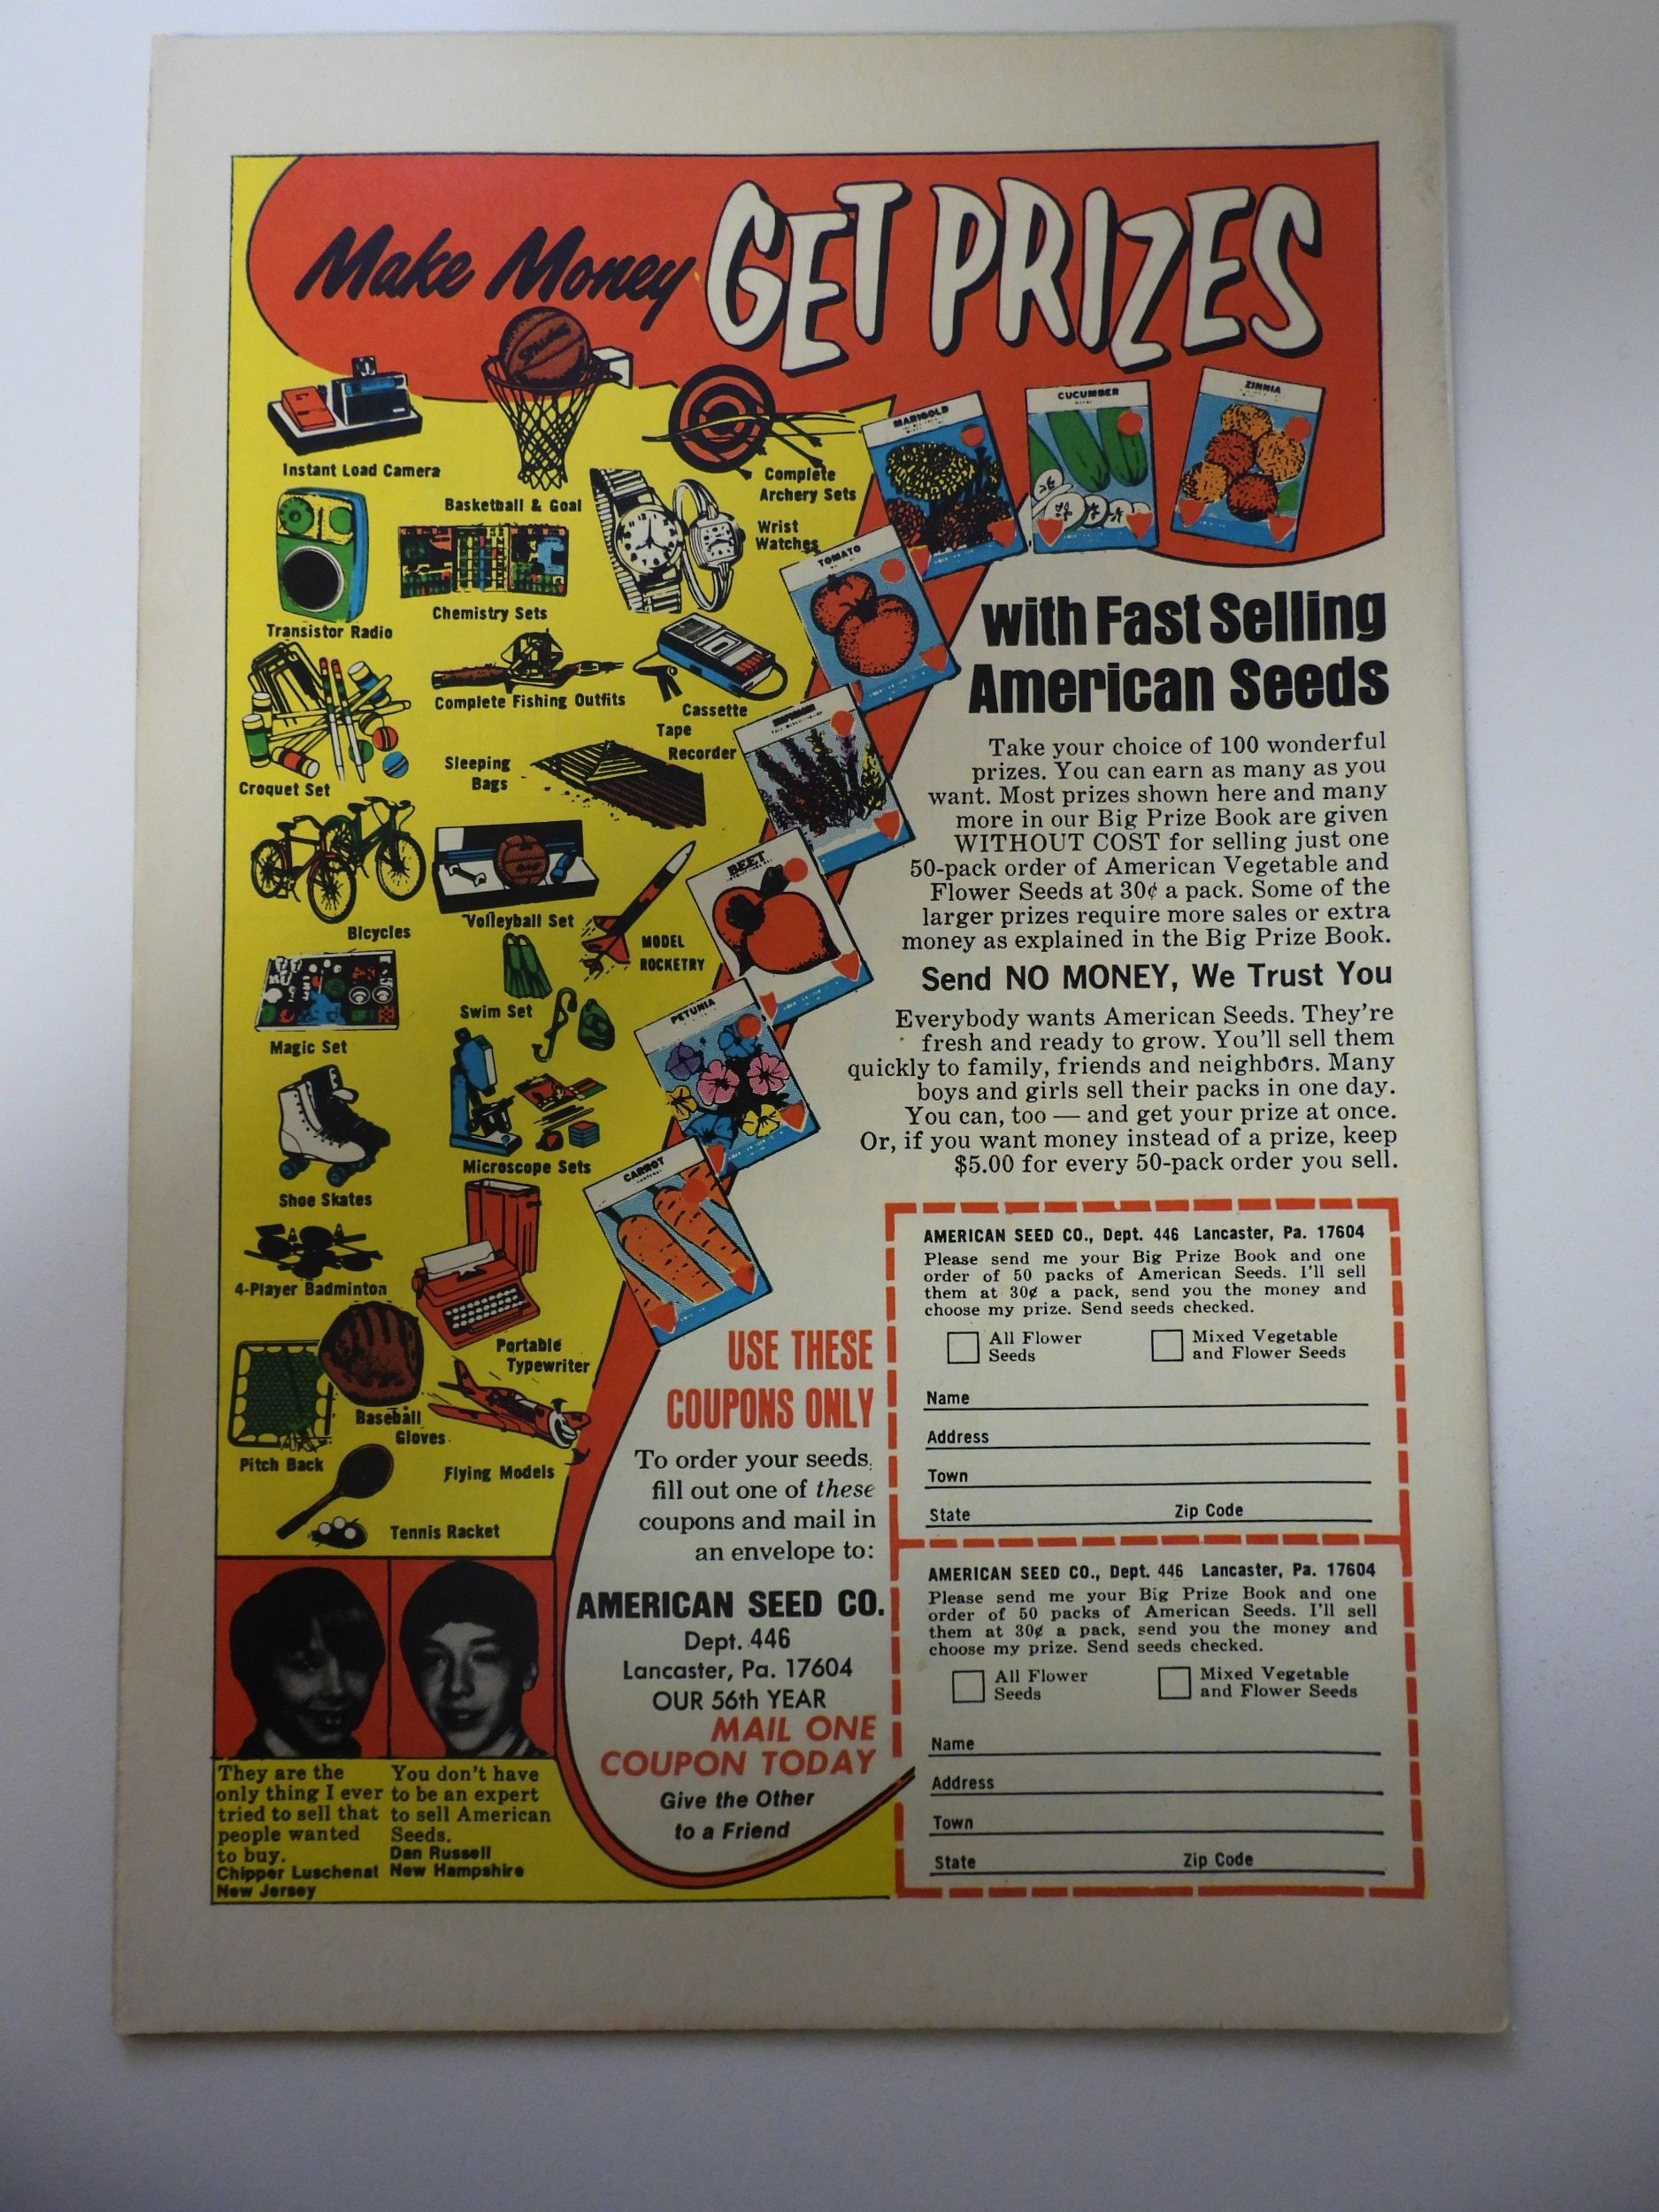 Make Money GET PRIZES
Instant Load Camera
Basketball & Goal
Complete
Archery Sets
Wrist
Watches
Transistor Radio
Chemistry Sets
Complete Fishing Outfits
Cassette
Tape
Recorder
Croquet Set
Sleeping
Bags
Bicycles
Volleyball Set
MODEL
ROCKETRY
Magic Set
Swim Set
Shoe Skates
Microscope Sets
4-Player Badminton
Portable
Typewriter
Baseball
Gloves
Pitch Back
Flying Models
Tennis Racket
MARIGOLD
CUCUMBER
ZINNIA
TOMATO
BEET
PETUNIA
CARROT
with Fast Selling
American Seeds
Take your choice of 100 wonderful
prizes. You can earn as many as you
want. Most prizes shown here and many
more in our Big Prize Book are given
WITHOUT COST for selling just one
50-pack order of American Vegetable and
Flower Seeds at 30¢ a pack. Some of the
larger prizes require more sales or extra
money as explained in the Big Prize Book.
Send NO MONEY, We Trust You
Everybody wants American Seeds. They're
fresh and ready to grow. You'll sell them
quickly to family, friends and neighbors. Many
boys and girls sell their packs in one day.
You can, too — and get your prize at once.
Or, if you want money instead of a prize, keep
$5.00 for every 50-pack order you sell.
USE THESE
COUPONS ONLY
To order your seeds,
fill out one of these
coupons and mail in
an envelope to:
AMERICAN SEED CO.
Dept. 446
Lancaster, Pa. 17604
OUR 56th YEAR
MAIL ONE
COUPON TODAY
Give the Other
to a Friend
AMERICAN SEED CO., Dept. 446 Lancaster, Pa. 17604
Please send me your Big Prize Book and one
order of 50 packs of American Seeds. I'll sell
them at 30¢ a pack, send you the money and
choose my prize. Send seeds checked.
All Flower
Seeds
Mixed Vegetable
and Flower Seeds
Name
Address
Town
State Zip Code
AMERICAN SEED CO., Dept. 446 Lancaster, Pa. 17604
Please send me your Big Prize Book and one
order of 50 packs of American Seeds. I'll sell
them at 30¢ a pack, send you the money and
choose my prize. Send seeds checked.
All Flower
Seeds
Mixed Vegetable
and Flower Seeds
Name
Address
Town
State Zip Code
They are the
only thing I ever
tried to sell that
people wanted
to buy.
Chipper Luschenat
New Jersey
You don't have
to be an expert
to sell American
Seeds.
Dan Russell
New Hampshire